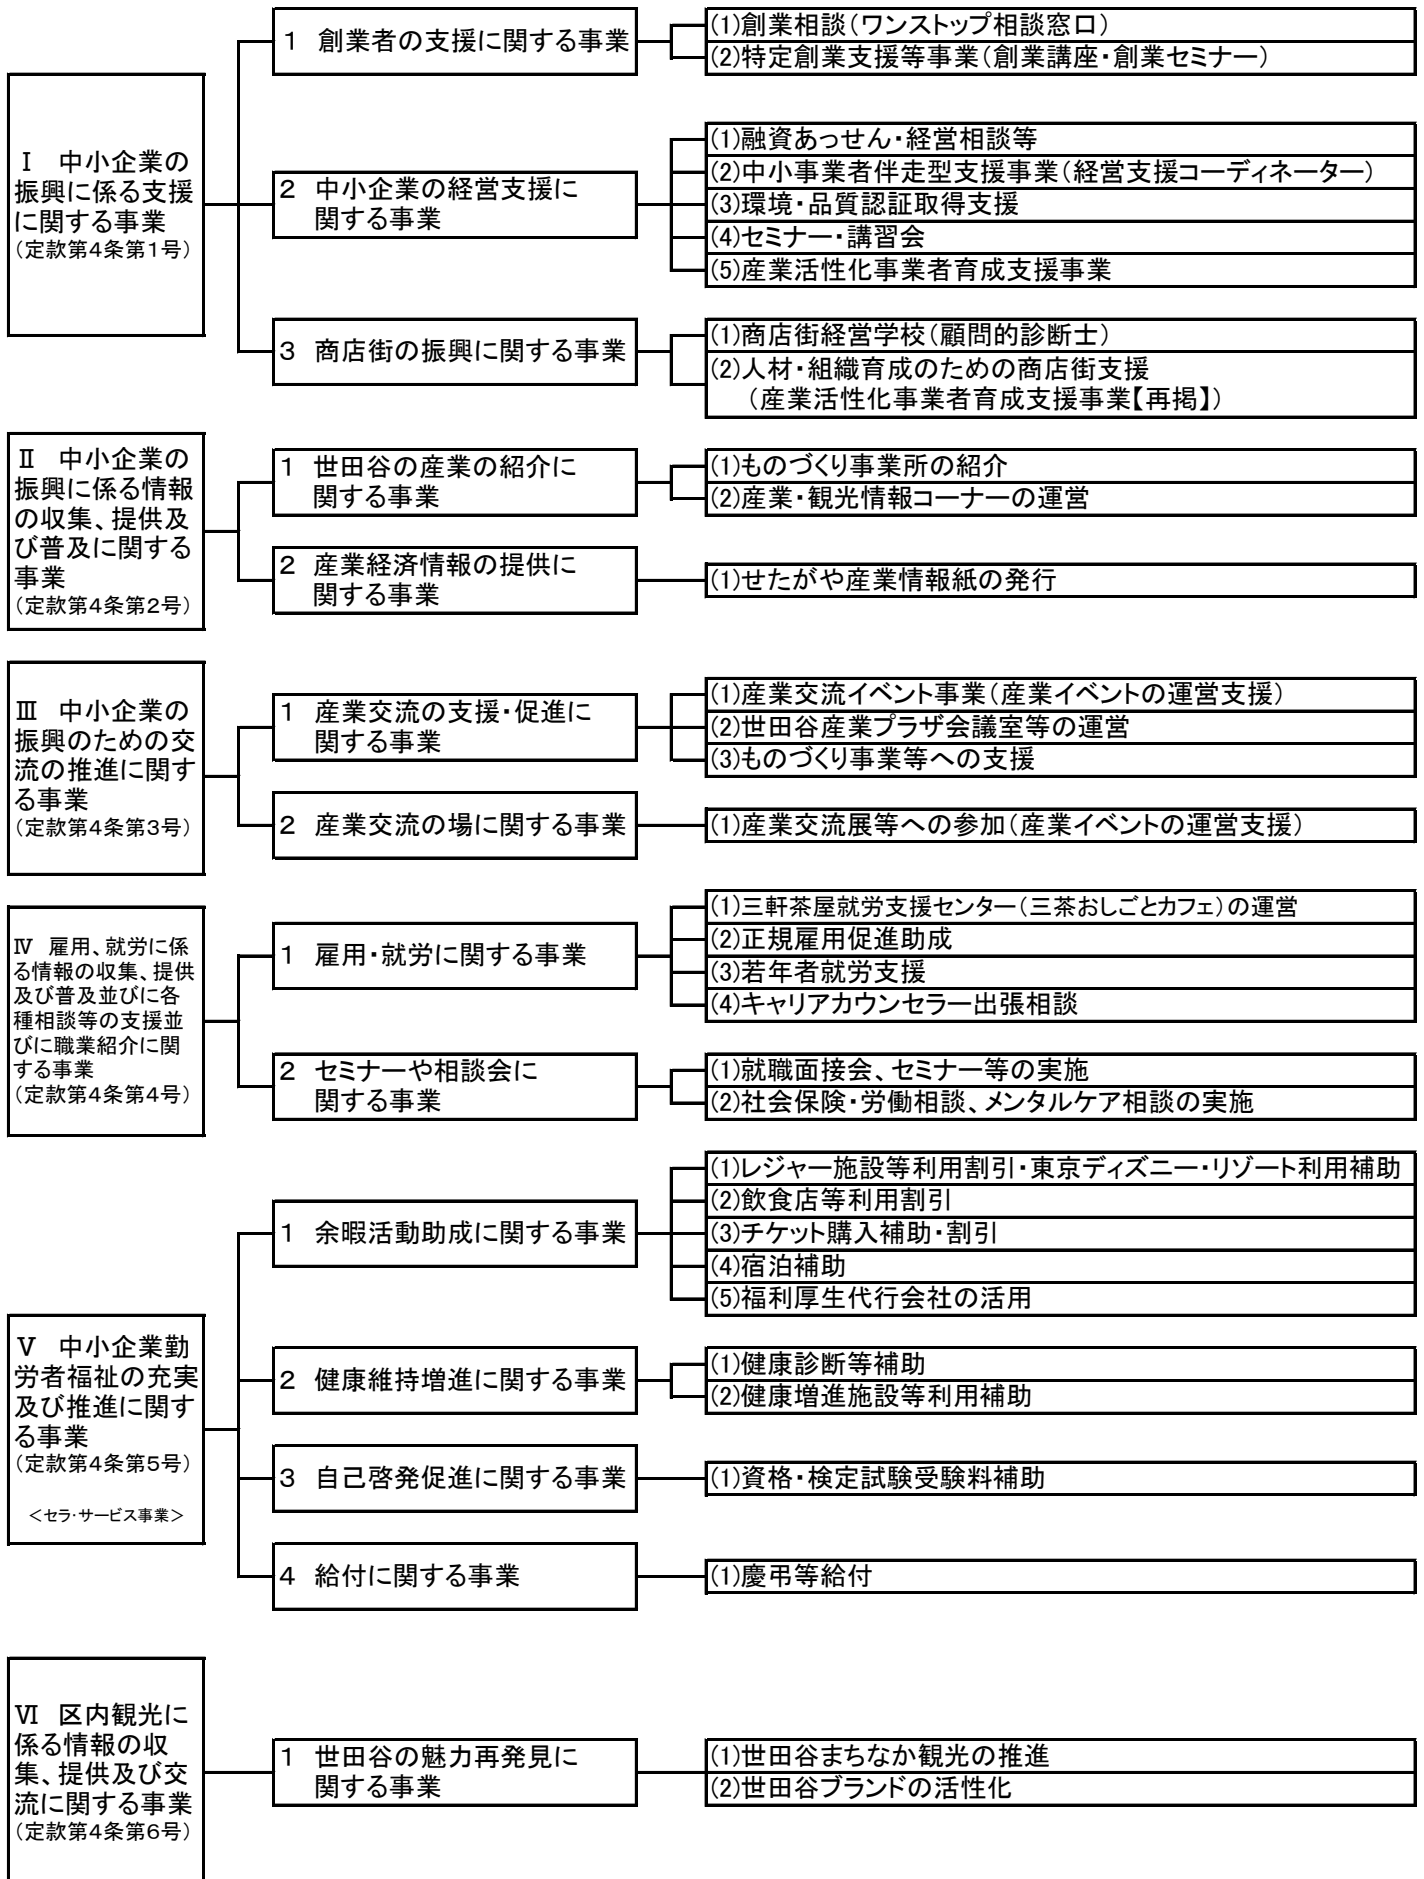 Ⅰ　中小企業の
振興に係る支援
に関する事業
(定款第4条第1号)
1　創業者の支援に関する事業
(1)創業相談(ワンストップ相談窓口)
(2)特定創業支援等事業(創業講座・創業セミナー)
2　中小企業の経営支援に
関する事業
(1)融資あっせん・経営相談等
(2)中小事業者伴走型支援事業(経営支援コーディネーター)
(3)環境・品質認証取得支援
(4)セミナー・講習会
(5)産業活性化事業者育成支援事業
3　商店街の振興に関する事業
(1)商店街経営学校(顧問的診断士)
(2)人材・組織育成のための商店街支援
(産業活性化事業者育成支援事業【再掲】)
Ⅱ　中小企業の
振興に係る情報
の収集、提供及
び普及に関する
事業
(定款第4条第2号)
1　世田谷の産業の紹介に
関する事業
(1)ものづくり事業所の紹介
(2)産業・観光情報コーナーの運営
2　産業経済情報の提供に
関する事業
(1)せたがや産業情報紙の発行
Ⅲ　中小企業の
振興のための交
流の推進に関す
る事業
(定款第4条第3号)
1　産業交流の支援・促進に
関する事業
(1)産業交流イベント事業(産業イベントの運営支援)
(2)世田谷産業プラザ会議室等の運営
(3)ものづくり事業等への支援
2　産業交流の場に関する事業
(1)産業交流展等への参加(産業イベントの運営支援)
Ⅳ　雇用、就労に係
る情報の収集、提供
及び普及並びに各
種相談等の支援並
びに職業紹介に関
する事業
(定款第4条第4号)
1　雇用・就労に関する事業
(1)三軒茶屋就労支援センター(三茶おしごとカフェ)の運営
(2)正規雇用促進助成
(3)若年者就労支援
(4)キャリアカウンセラー出張相談
2　セミナーや相談会に
関する事業
(1)就職面接会、セミナー等の実施
(2)社会保険・労働相談、メンタルケア相談の実施
Ⅴ　中小企業勤
労者福祉の充実
及び推進に関す
る事業
(定款第4条第5号)
＜セラ・サービス事業＞
1　余暇活動助成に関する事業
(1)レジャー施設等利用割引・東京ディズニー・リゾート利用補助
(2)飲食店等利用割引
(3)チケット購入補助・割引
(4)宿泊補助
(5)福利厚生代行会社の活用
2　健康維持増進に関する事業
(1)健康診断等補助
(2)健康増進施設等利用補助
3　自己啓発促進に関する事業
(1)資格・検定試験受験料補助
4　給付に関する事業
(1)慶弔等給付
Ⅵ　区内観光に
係る情報の収
集、提供及び交
流に関する事業
(定款第4条第6号)
1　世田谷の魅力再発見に
関する事業
(1)世田谷まちなか観光の推進
(2)世田谷ブランドの活性化